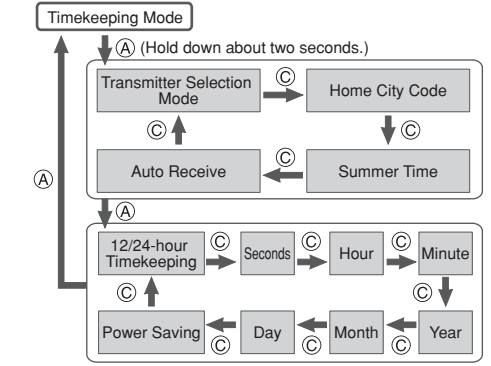 Timekeeping Mode
Ⓐ (Hold down about two seconds.)
Transmitter Selection
Mode
Ⓒ
Home City Code
Ⓒ
Ⓒ
Auto Receive
Ⓒ
Summer Time
Ⓐ
Ⓐ
12/24-hour
Timekeeping
Ⓒ
Seconds
Ⓒ
Hour
Ⓒ
Minute
Ⓒ
Ⓒ
Power Saving
Ⓒ
Day
Ⓒ
Month
Ⓒ
Year